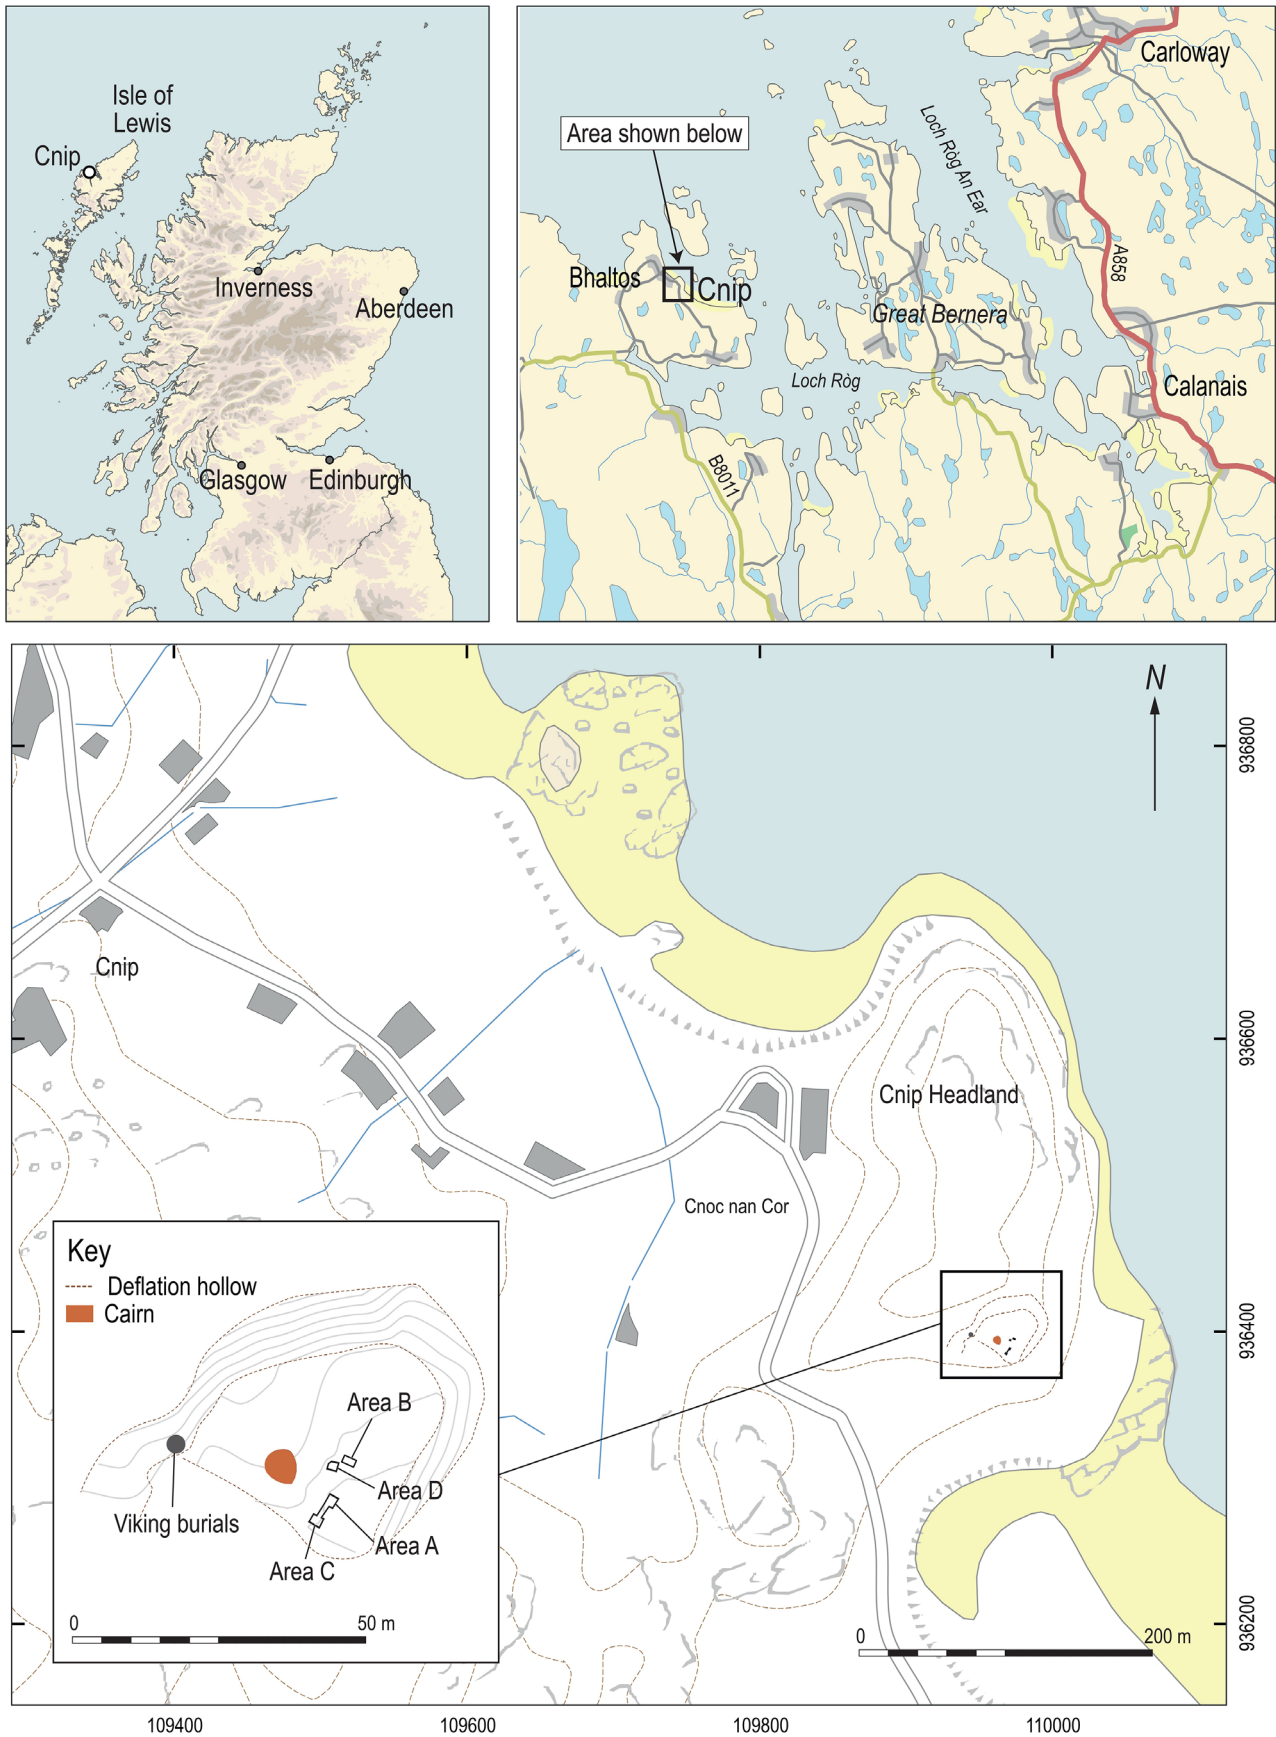 Isle of
Lewis
Cnip
Inverness
Aberdeen
Glasgow
Edinburgh
Carloway
Loch Ròg An Ear
Area shown below
A858
Bhaltos
Cnip
Great Bernera
Loch Ròg
Calanais
B8011
N
936800
Cnip
936600
Cnip Headland
Cnoc nan Cor
Key
Deflation hollow
Cairn
936400
Area B
Area D
Viking burials
Area A
Area C
0
50 m
936200
0
200 m
109400
109600
109800
110000